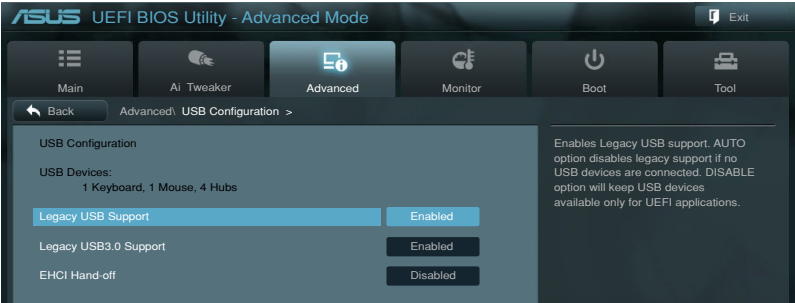 ASUS UEFI BIOS Utility - Advanced Mode
Exit
Main
Ai Tweaker
Advanced
Monitor
Boot
Tool
Back
Advanced\ USB Configuration >
USB Configuration
USB Devices:
1 Keyboard, 1 Mouse, 4 Hubs
Legacy USB Support Enabled
Legacy USB3.0 Support Enabled
EHCI Hand-off Disabled
Enables Legacy USB support. AUTO
option disables legacy support if no
USB devices are connected. DISABLE
option will keep USB devices
available only for UEFI applications.